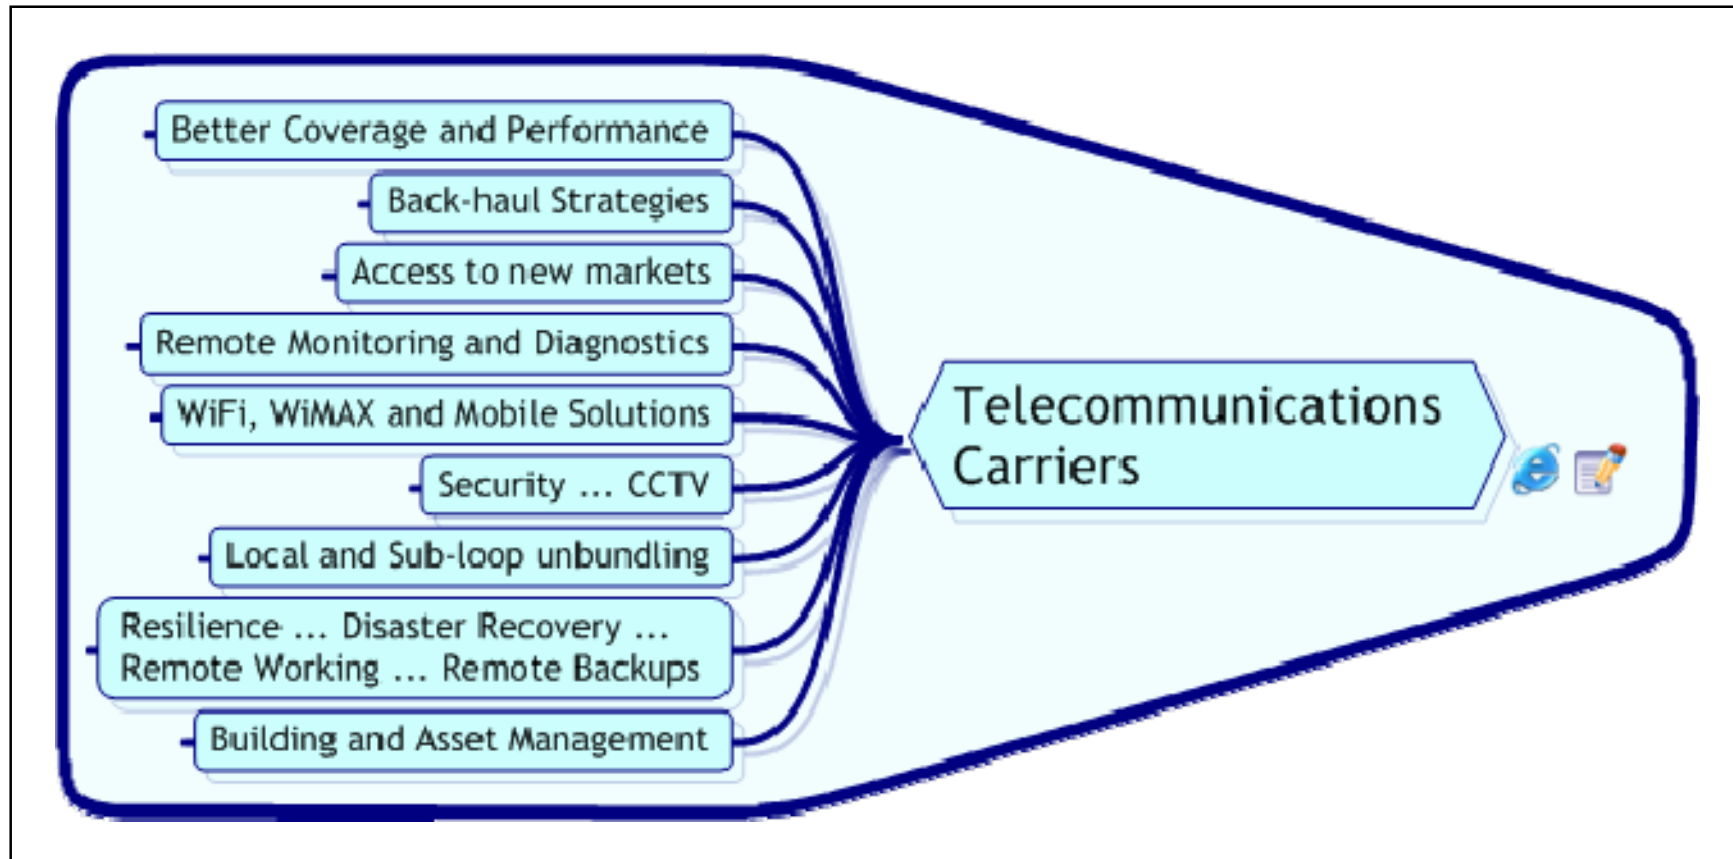 Better Coverage and Performance
Back-haul Strategies
Access to new markets
Remote Monitoring and Diagnostics
WiFi, WiMAX and Mobile Solutions
Security ... CCTV
Local and Sub-loop unbundling
Resilience ... Disaster Recovery ...
Remote Working ... Remote Backups
Building and Asset Management
Telecommunications
Carriers